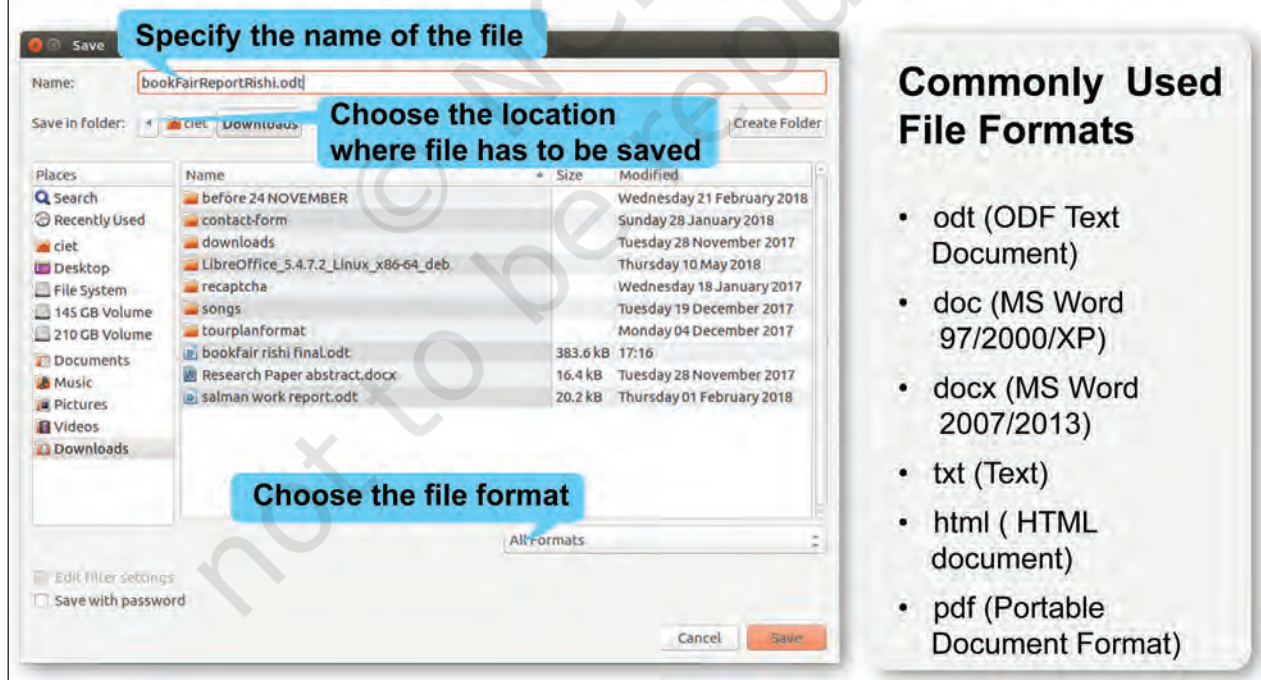 Save
Specify the name of the file
Name: bookFairReportRishi.odt
Save in folder: ciet Downloads
Choose the location
where file has to be saved
Create Folder
Places
Search
Recently Used
ciet
Desktop
File System
145 GB Volume
210 GB Volume
Documents
Music
Pictures
Videos
Downloads
Name Size Modified
before 24 NOVEMBER Wednesday 21 February 2018
contact-form Sunday 28 January 2018
downloads Tuesday 28 November 2017
LibreOffice_5.4.7.2_Linux_x86-64_deb Thursday 10 May 2018
recaptcha Wednesday 18 January 2017
songs Tuesday 19 December 2017
tourplanformat Monday 04 December 2017
bookfair rishi final.odt 383.6 kB 17:16
Research Paper abstract.docx 16.4 kB Tuesday 28 November 2017
salman work report.odt 20.2 kB Thursday 01 February 2018
Choose the file format
All Formats
Edit filter settings
Save with password
Cancel Save
Commonly Used
File Formats
• odt (ODF Text
Document)
• doc (MS Word
97/2000/XP)
• docx (MS Word
2007/2013)
• txt (Text)
• html ( HTML
document)
• pdf (Portable
Document Format)
©
not to be